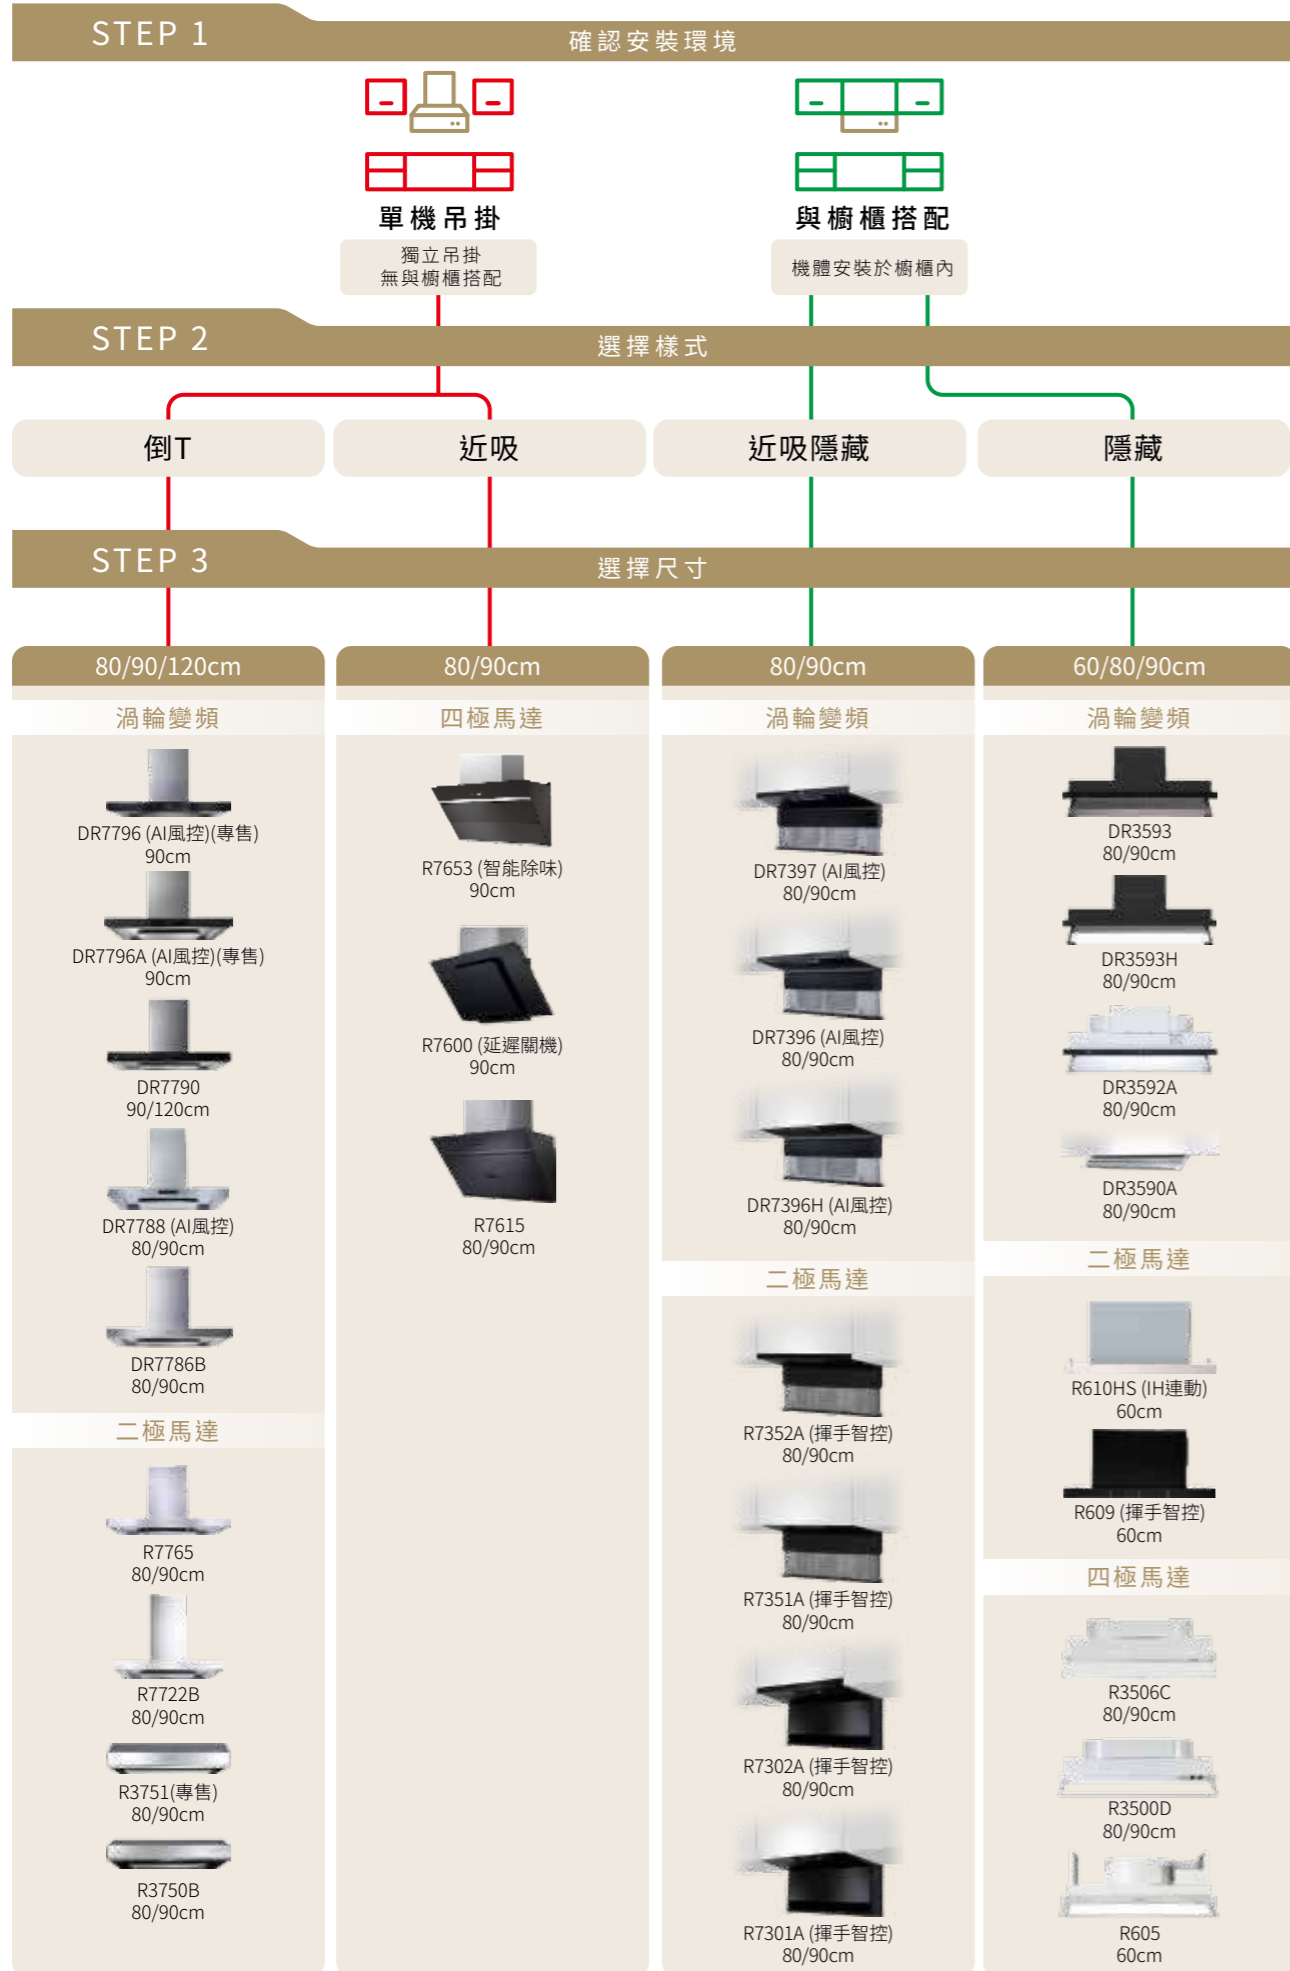 STEP 1
確認安裝環境
單機吊掛
獨立吊掛
無與櫥櫃搭配
與櫥櫃搭配
機體安裝於櫥櫃內
STEP 2
選擇樣式
倒T
近吸
近吸隱藏
隱藏
STEP 3
選擇尺寸
80/90/120cm
渦輪變頻
DR7796 (AI風控)(專售)
90cm
DR7796A (AI風控)(專售)
90cm
DR7790
90/120cm
DR7788 (AI風控)
80/90cm
DR7786B
80/90cm
二極馬達
R7765
80/90cm
R7722B
80/90cm
R3751(專售)
80/90cm
R3750B
80/90cm
80/90cm
四極馬達
R7653 (智能除味)
90cm
R7600 (延遲關機)
90cm
R7615
80/90cm
80/90cm
渦輪變頻
DR7397 (AI風控)
80/90cm
DR7396 (AI風控)
80/90cm
DR7396H (AI風控)
80/90cm
二極馬達
R7352A (揮手智控)
80/90cm
R7351A (揮手智控)
80/90cm
R7302A (揮手智控)
80/90cm
R7301A (揮手智控)
80/90cm
60/80/90cm
渦輪變頻
DR3593
80/90cm
DR3593H
80/90cm
DR3592A
80/90cm
DR3590A
80/90cm
二極馬達
R610HS (IH連動)
60cm
R609 (揮手智控)
60cm
四極馬達
R3506C
80/90cm
R3500D
80/90cm
R605
60cm